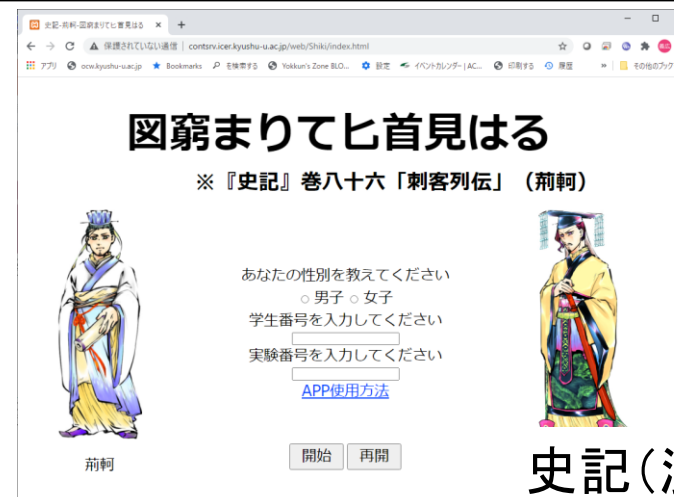 史記-荊軻-図窮まりて匕首見はる
保護されていない通信 | contsrv.icer.kyushu-u.ac.jp/web/Shiki/index.html
アプリ ocw.kyushu-u.ac.jp Bookmarks を検索する Yokkun's Zone BLO... 設定 イベントカレンダー | AC... 印刷する 履歴 » その他のブック
図窮まりて匕首見はる
※『史記』巻八十六「刺客列伝」（荊軻）
あなたの性別を教えてください
男子 女子
学生番号を入力してください
実験番号を入力してください
APP使用方法
開始 再開
荊軻
史記(